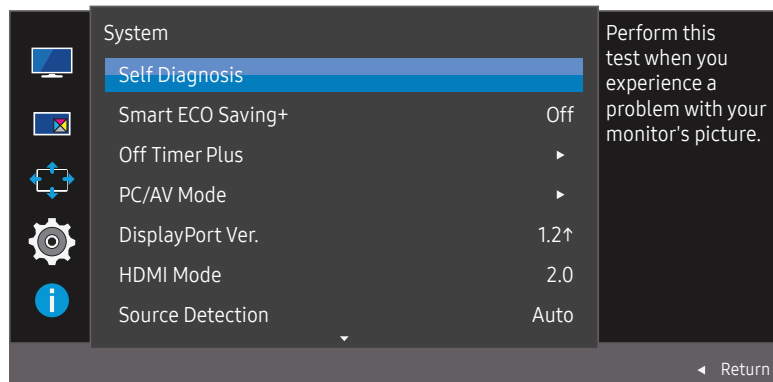 System
Self Diagnosis
Smart ECO Saving+ Off
Off Timer Plus ▸
PC/AV Mode ▸
DisplayPort Ver. 1.2↑
HDMI Mode 2.0
Source Detection Auto
Perform this
test when you
experience a
problem with your
monitor's picture.
◂ Return